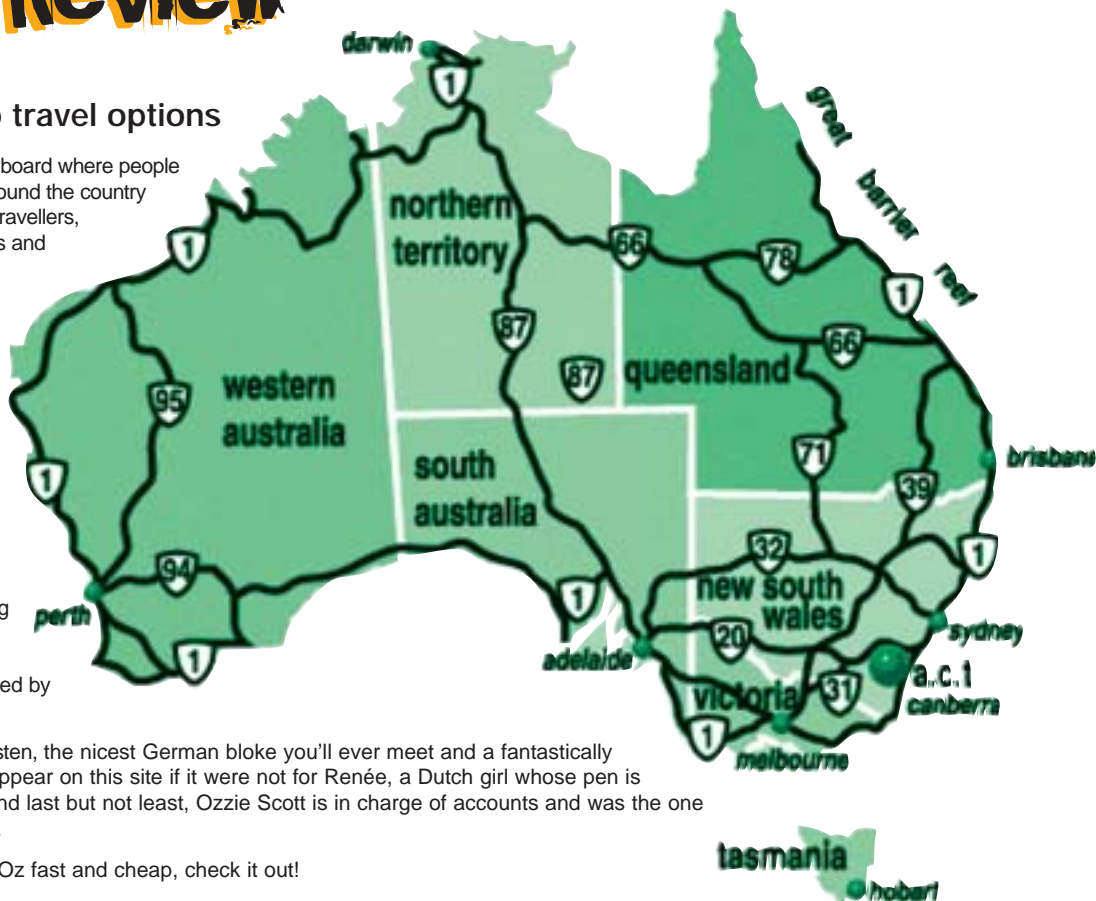 Review
travel options
board where people
ound the country
ravellers,
s and
g
ed by
sten, the nicest German bloke you'll ever meet and a fantastically
ppear on this site if it were not for Renée, a Dutch girl whose pen is
nd last but not least, Ozzie Scott is in charge of accounts and was the one
Oz fast and cheap, check it out!
darwin
1
great
barrier
reef
northern
territory
1
66
78
1
87
66
87
queensland
western
australia
95
south
australia
71
brisbane
1
39
32
1
94
new south
wales
1
perth
20
sydney
1
adelaide
a.c.t
canberra
victoria
31
1
melbourne
tasmania
hobart